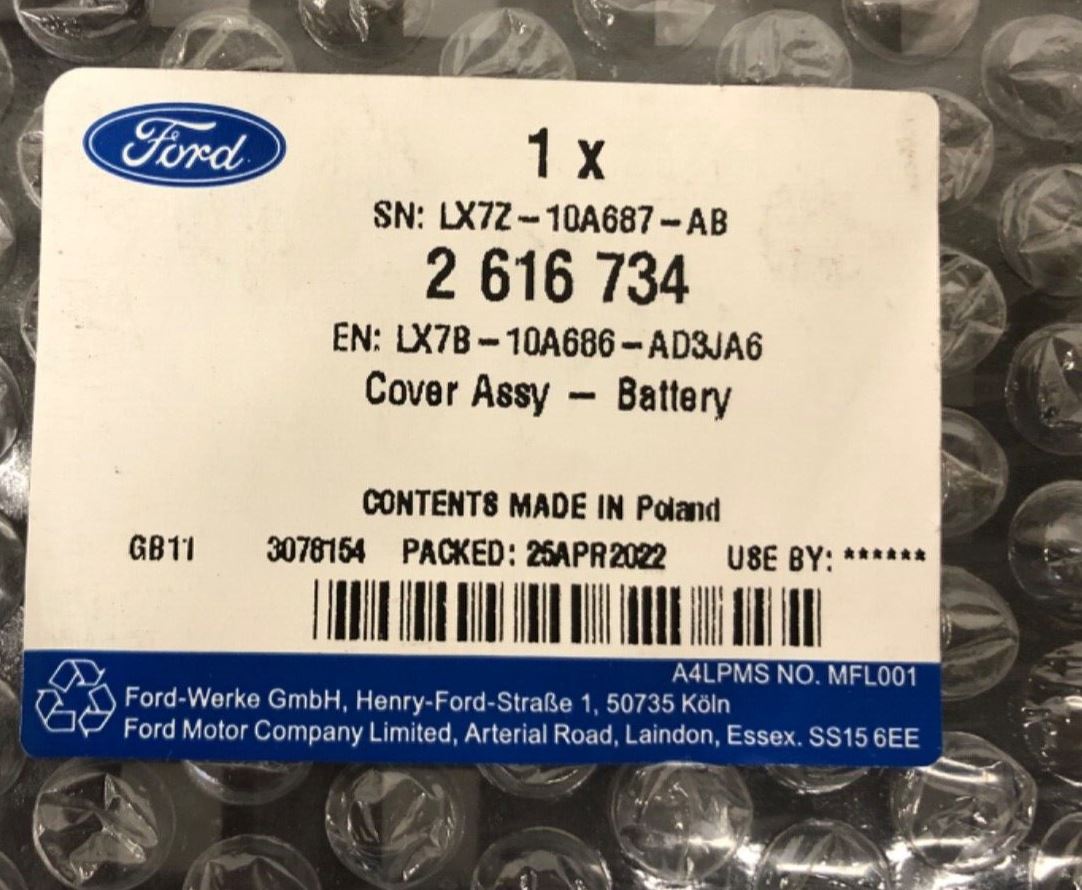 Ford
1 x
SN: LX7Z-10A687-AB
2 616 734
EN: LX7B-10A686-AD3JA6
Cover Assy - Battery
CONTENTS MADE IN Poland
GB11 3078154 PACKED: 25APR2022 USE BY: ******
A4LPMS NO. MFL001
Ford-Werke GmbH, Henry-Ford-Straße 1, 50735 Köln
Ford Motor Company Limited, Arterial Road, Laindon, Essex. SS15 6EE